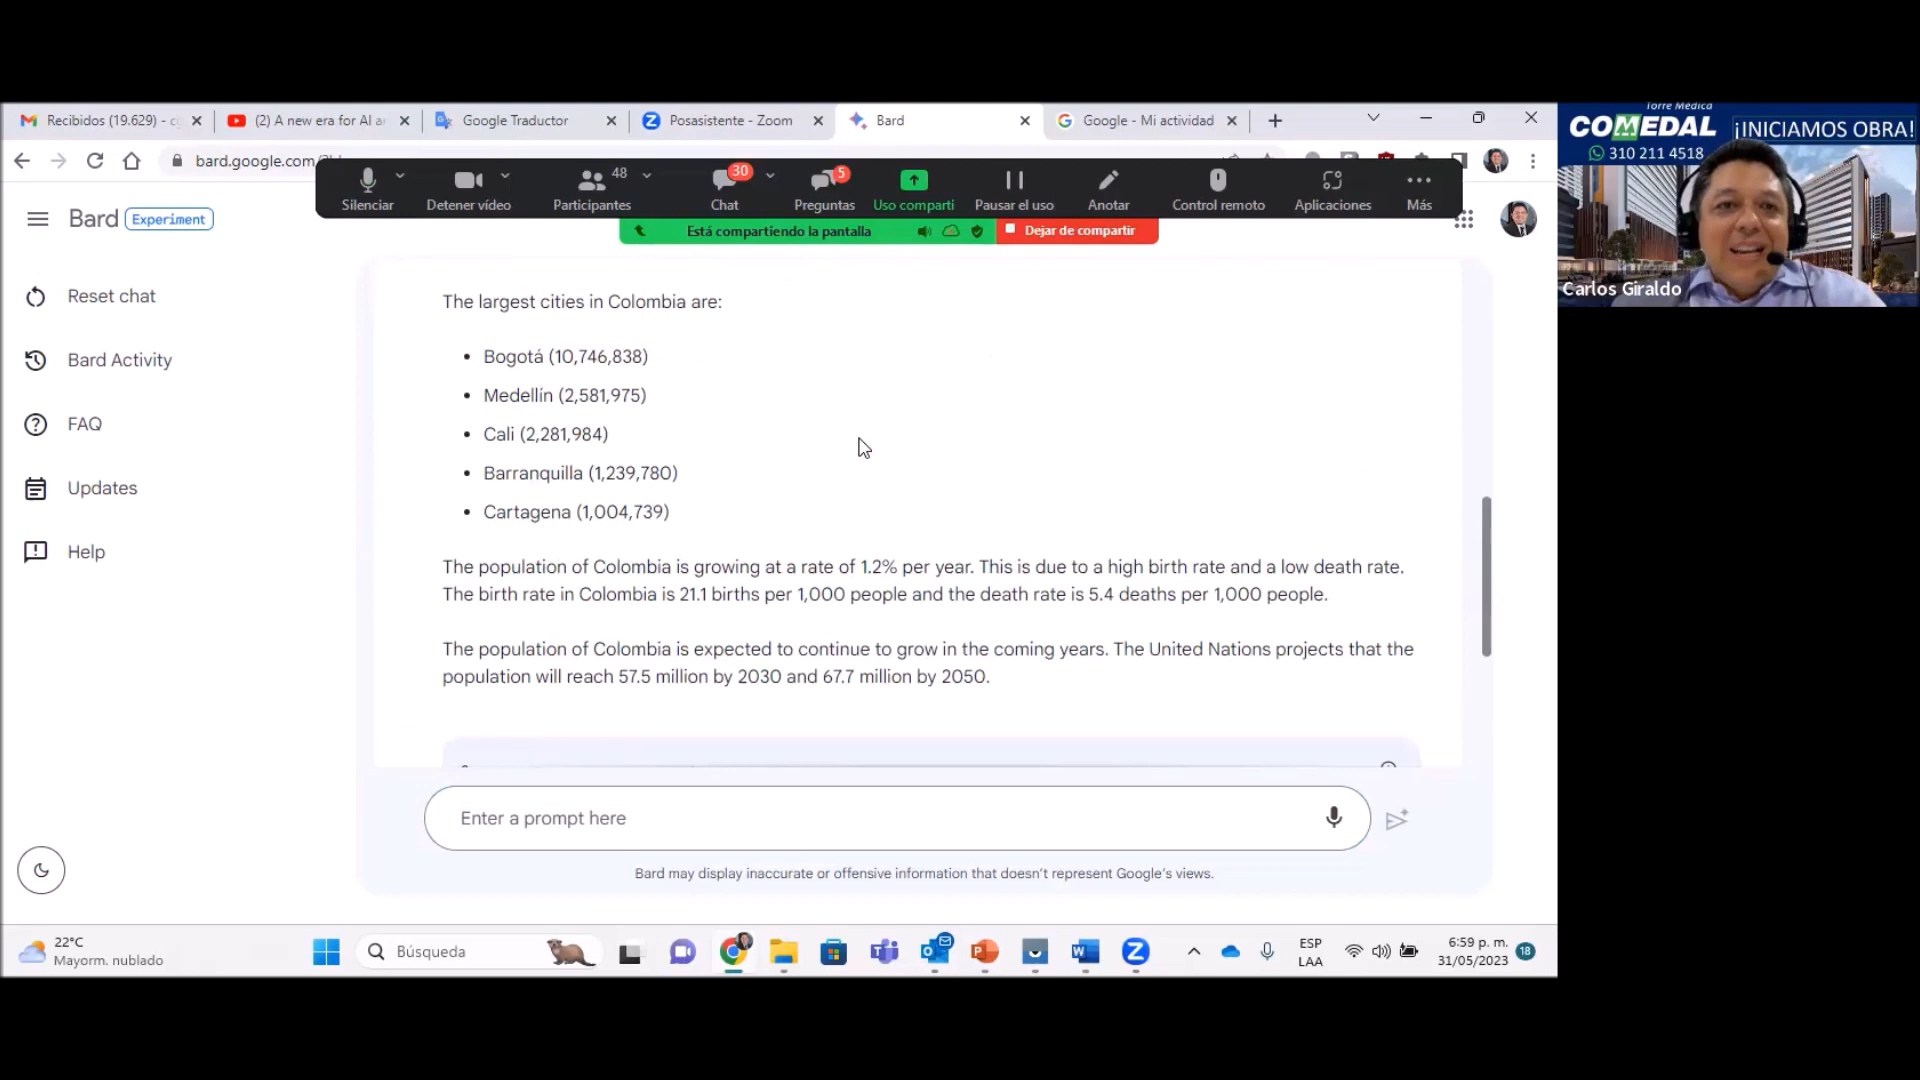 Recibidos (19.629) - c
(2) A new era for AI a
Google Traductor
Posasistente - Zoom
Bard
Google - Mi actividad
bard.google.com
Silenciar
Detener vídeo
48
Participantes
30
Chat
5
Preguntas
Uso comparti
Pausar el uso
Anotar
Control remoto
Aplicaciones
Más
Está compartiendo la pantalla
Dejar de compartir
Torre Médica
COMEDAL
¡INICIAMOS OBRA!
310 211 4518
Carlos Giraldo
Bard
Experiment
Reset chat
Bard Activity
FAQ
Updates
Help
The largest cities in Colombia are:
• Bogotá (10,746,838)
• Medellín (2,581,975)
• Cali (2,281,984)
• Barranquilla (1,239,780)
• Cartagena (1,004,739)
The population of Colombia is growing at a rate of 1.2% per year. This is due to a high birth rate and a low death rate.
The birth rate in Colombia is 21.1 births per 1,000 people and the death rate is 5.4 deaths per 1,000 people.
The population of Colombia is expected to continue to grow in the coming years. The United Nations projects that the
population will reach 57.5 million by 2030 and 67.7 million by 2050.
Enter a prompt here
Bard may display inaccurate or offensive information that doesn't represent Google's views.
22°C
Mayorm. nublado
Búsqueda
ESP
LAA
6:59 p. m.
31/05/2023
18